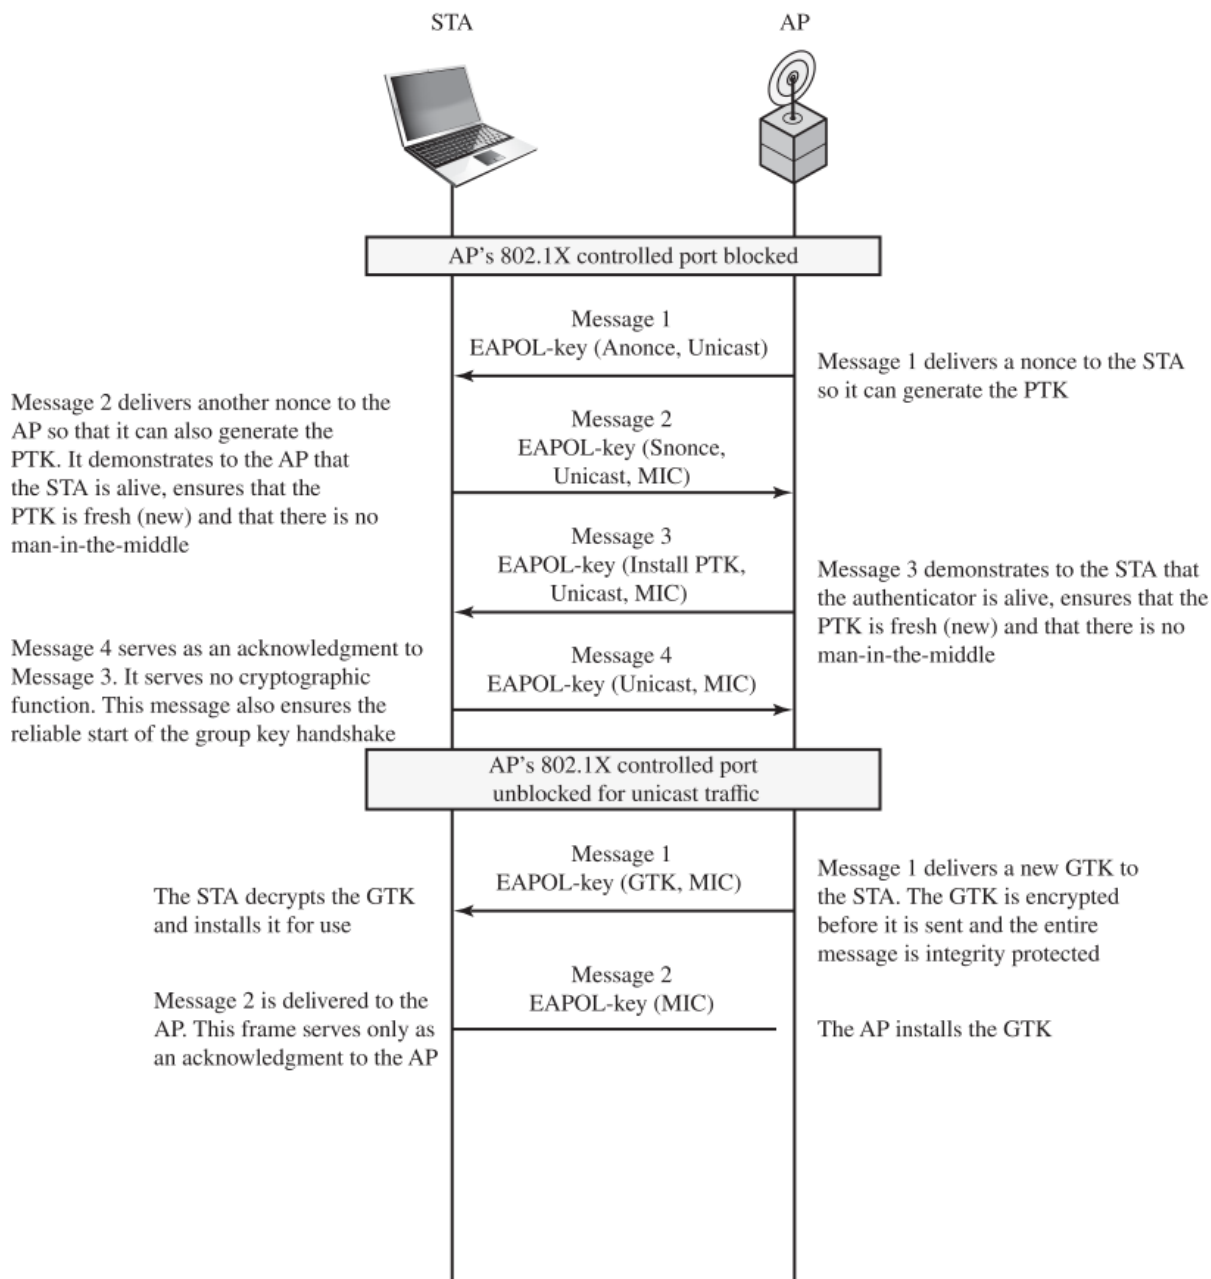 STA
AP
AP's 802.1X controlled port blocked
Message 1
EAPOL-key (Anonce, Unicast)
Message 1 delivers a nonce to the STA
so it can generate the PTK
Message 2 delivers another nonce to the
AP so that it can also generate the
PTK. It demonstrates to the AP that
the STA is alive, ensures that the
PTK is fresh (new) and that there is no
man-in-the-middle
Message 2
EAPOL-key (Snonce,
Unicast, MIC)
Message 3
EAPOL-key (Install PTK,
Unicast, MIC)
Message 3 demonstrates to the STA that
the authenticator is alive, ensures that the
PTK is fresh (new) and that there is no
man-in-the-middle
Message 4 serves as an acknowledgment to
Message 3. It serves no cryptographic
function. This message also ensures the
reliable start of the group key handshake
Message 4
EAPOL-key (Unicast, MIC)
AP's 802.1X controlled port
unblocked for unicast traffic
Message 1
EAPOL-key (GTK, MIC)
Message 1 delivers a new GTK to
the STA. The GTK is encrypted
before it is sent and the entire
message is integrity protected
The STA decrypts the GTK
and installs it for use
Message 2
EAPOL-key (MIC)
Message 2 is delivered to the
AP. This frame serves only as
an acknowledgment to the AP
The AP installs the GTK